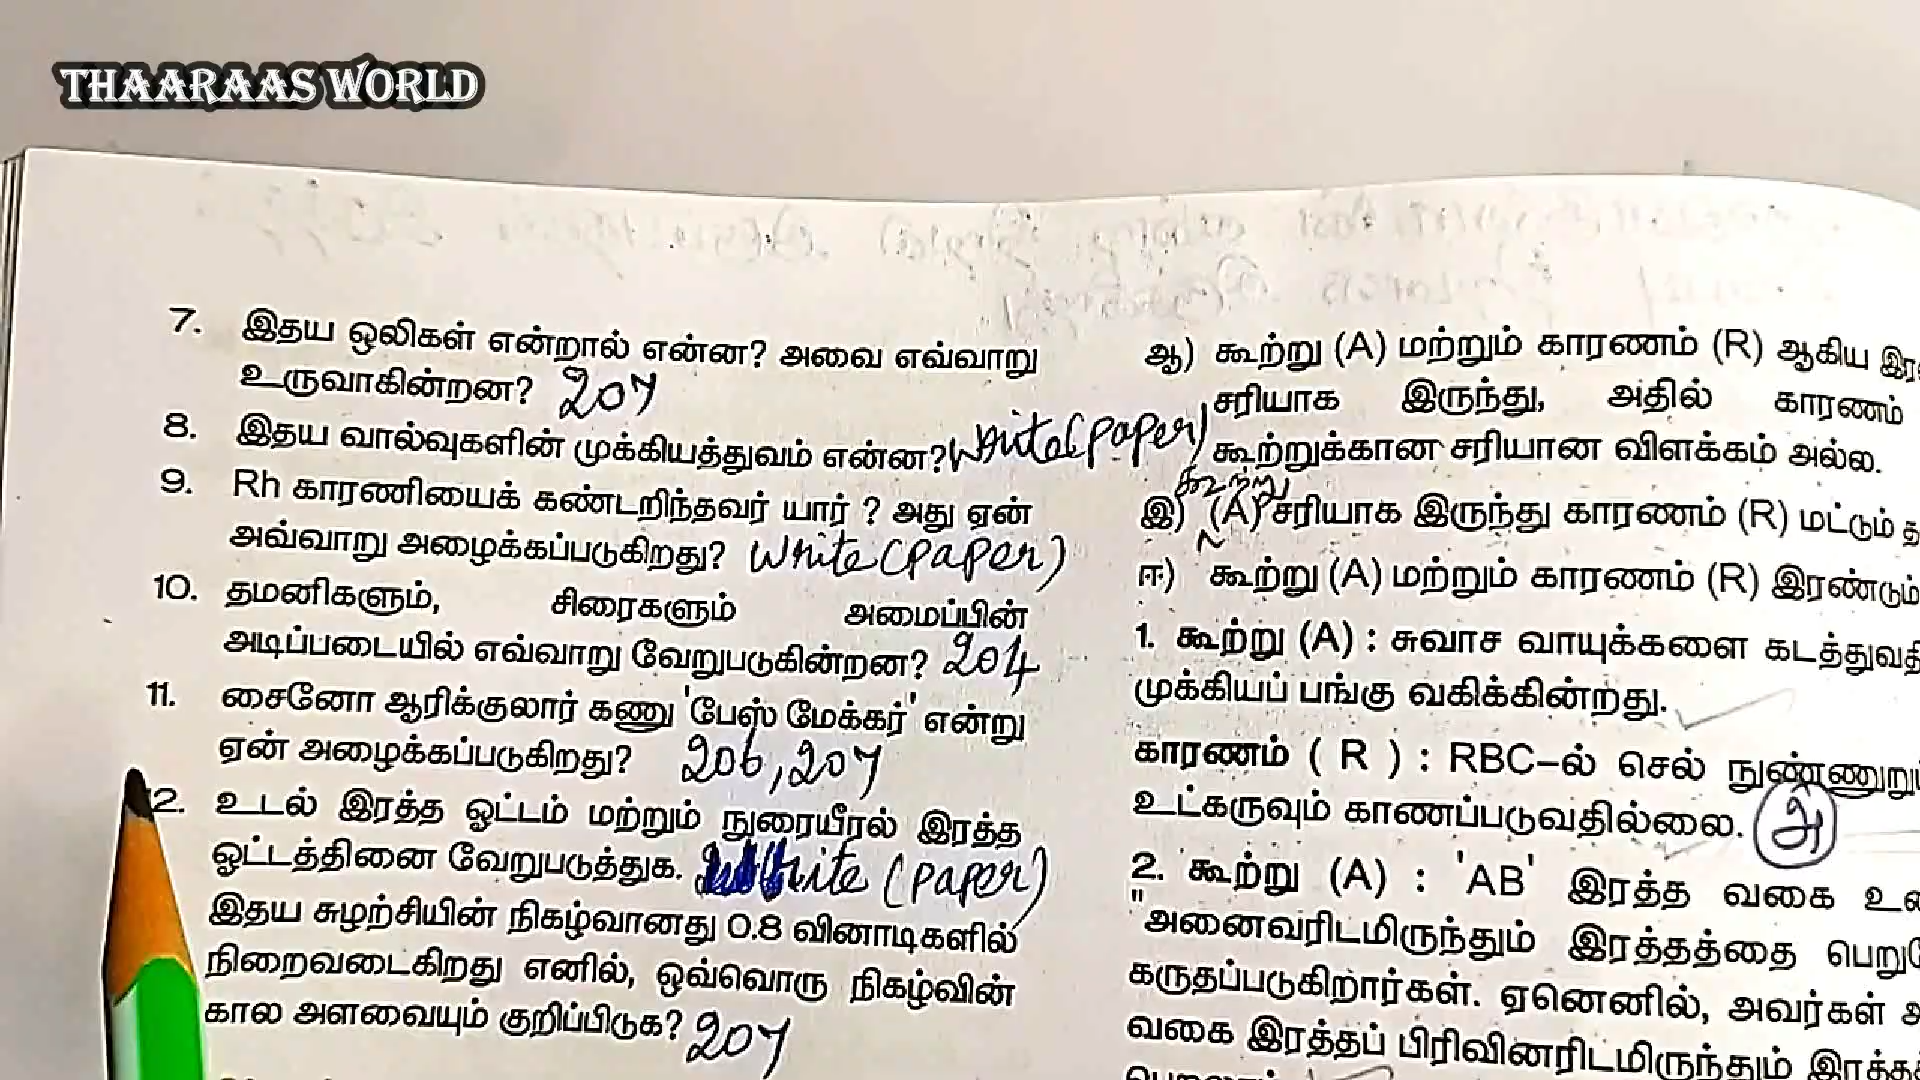 THAARAAS WORLD
7. இதய ஒலிகள் என்றால் என்ன? அவை எவ்வாறு
உருவாகின்றன? 207
8. இதய வால்வுகளின் முக்கியத்துவம் என்ன? write (paper)
9. Rh காரணியைக் கண்டறிந்தவர் யார் ? அது ஏன்
அவ்வாறு அழைக்கப்படுகிறது? write (paper)
10. தமனிகளும், சிரைகளும் அமைப்பின்
அடிப்படையில் எவ்வாறு வேறுபடுகின்றன? 204
11. சைனோ ஆரிக்குலார் கணு 'பேஸ் மேக்கர்' என்று
ஏன் அழைக்கப்படுகிறது? 206, 207
12. உடல் இரத்த ஓட்டம் மற்றும் நுரையீரல் இரத்த
ஓட்டத்தினை வேறுபடுத்துக. write (paper)
இதய சுழற்சியின் நிகழ்வானது 0.8 வினாடிகளில்
நிறைவடைகிறது எனில், ஒவ்வொரு நிகழ்வின்
கால அளவையும் குறிப்பிடுக? 207
ஆ) கூற்று (A) மற்றும் காரணம் (R) ஆகிய
சரியாக இருந்து, அதில் காரணம்
கூற்றுக்கான சரியான விளக்கம் அல்ல.
கூற்று
இ) (A) சரியாக இருந்து காரணம் (R) மட்டும்
ஈ) கூற்று (A) மற்றும் காரணம் (R) இரண்டும்
1. கூற்று (A) : சுவாச வாயுக்களை
முக்கியப் பங்கு வகிக்கின்றது.
காரணம் ( R ) : RBC–ல் செல்
உட்கருவும் காணப்படுவதில்லை. அ
2. கூற்று (A) : 'AB' இரத்த வகை
"அனைவரிடமிருந்தும் இரத்தத்தை
கருதப்படுகிறார்கள். ஏனெனில், அவர்கள்
வகை இரத்தப் பிரிவினரிடமிருந்தும்